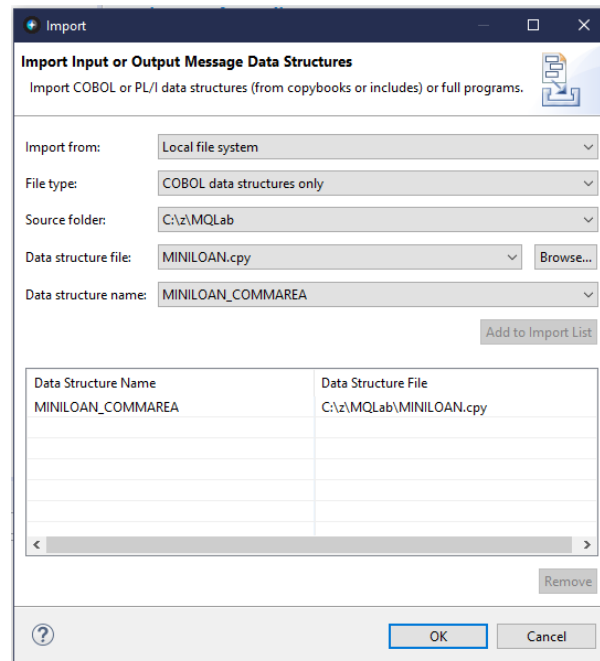 Import
Import Input or Output Message Data Structures
Import COBOL or PL/I data structures (from copybooks or includes) or full programs.
Import from: Local file system
File type: COBOL data structures only
Source folder: C:\z\MQLab
Data structure file: MINILOAN.cpy Browse...
Data structure name: MINILOAN_COMMAREA
Add to Import List
Data Structure Name Data Structure File
MINILOAN_COMMAREA C:\z\MQLab\MINILOAN.cpy
Remove
? OK Cancel